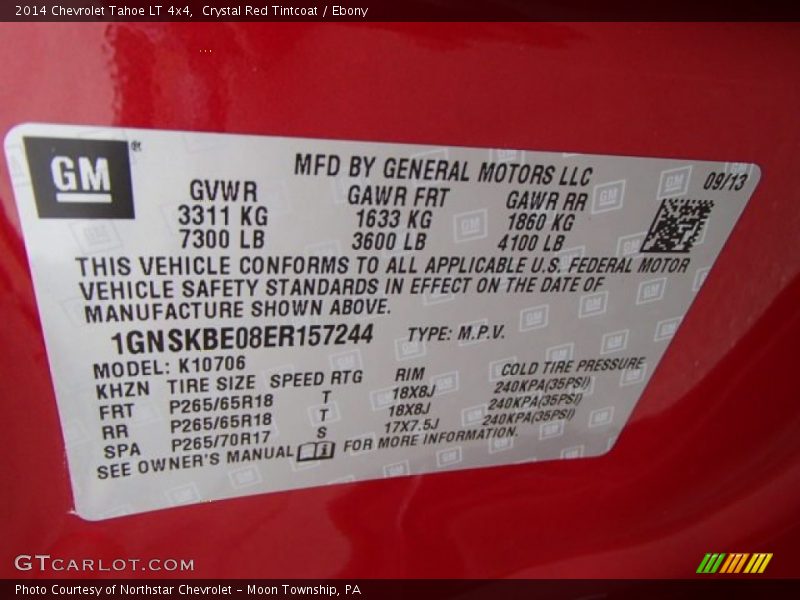 2014 Chevrolet Tahoe LT 4x4, Crystal Red Tintcoat / Ebony
GM®
MFD BY GENERAL MOTORS LLC 09/13
GVWR GAWR FRT GAWR RR
3311 KG 1633 KG 1860 KG
7300 LB 3600 LB 4100 LB
THIS VEHICLE CONFORMS TO ALL APPLICABLE U.S. FEDERAL MOTOR
VEHICLE SAFETY STANDARDS IN EFFECT ON THE DATE OF
MANUFACTURE SHOWN ABOVE.
1GNSKBE08ER157244 TYPE: M.P.V.
MODEL: K10706
KHZN TIRE SIZE SPEED RTG RIM COLD TIRE PRESSURE
FRT P265/65R18 T 18X8J 240KPA(35PSI)
RR P265/65R18 T 18X8J 240KPA(35PSI)
SPA P265/70R17 S 17X7.5J 240KPA(35PSI)
SEE OWNER'S MANUAL FOR MORE INFORMATION.
GTCARLOT.COM
Photo Courtesy of Northstar Chevrolet - Moon Township, PA